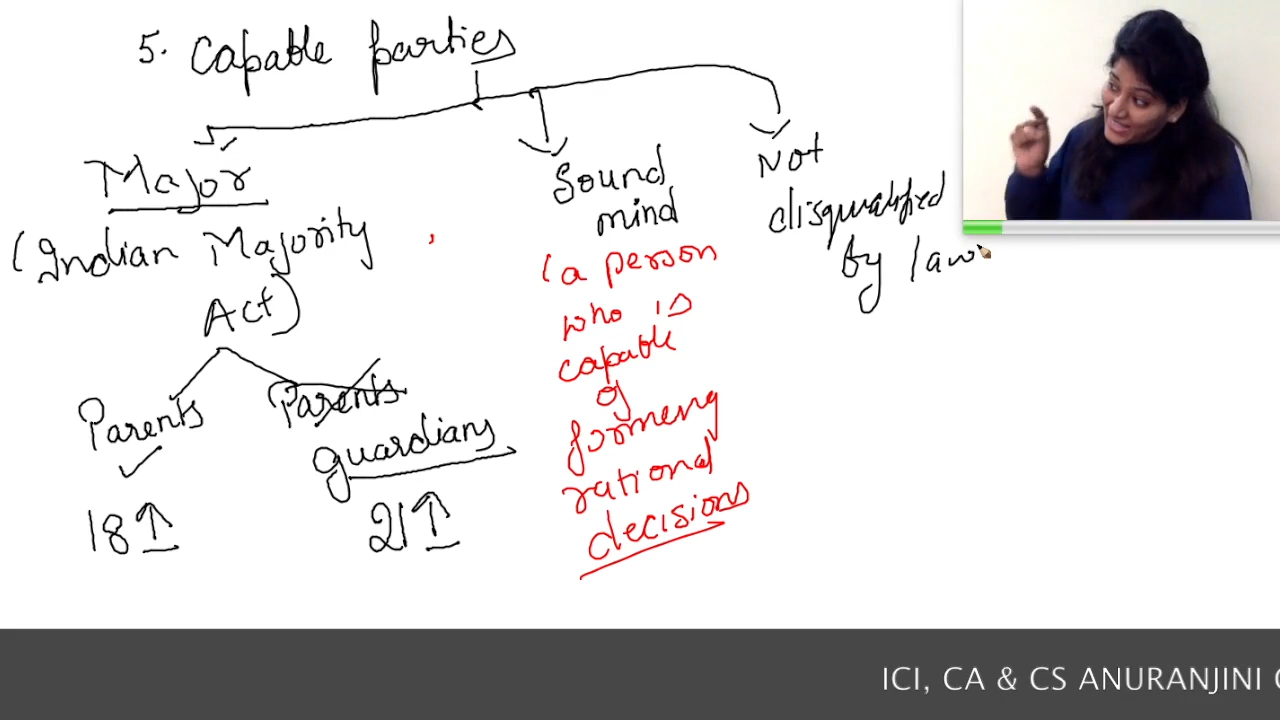 5. Capable parties
Major
(Indian Majority
Act)
Parents
18↑
Parents
guardians
21↑
Sound
mind
(a person
who is
capable
of
formeng
rational
decisions
Not
disqualified
by law
ICI, CA & CS ANURANJINI